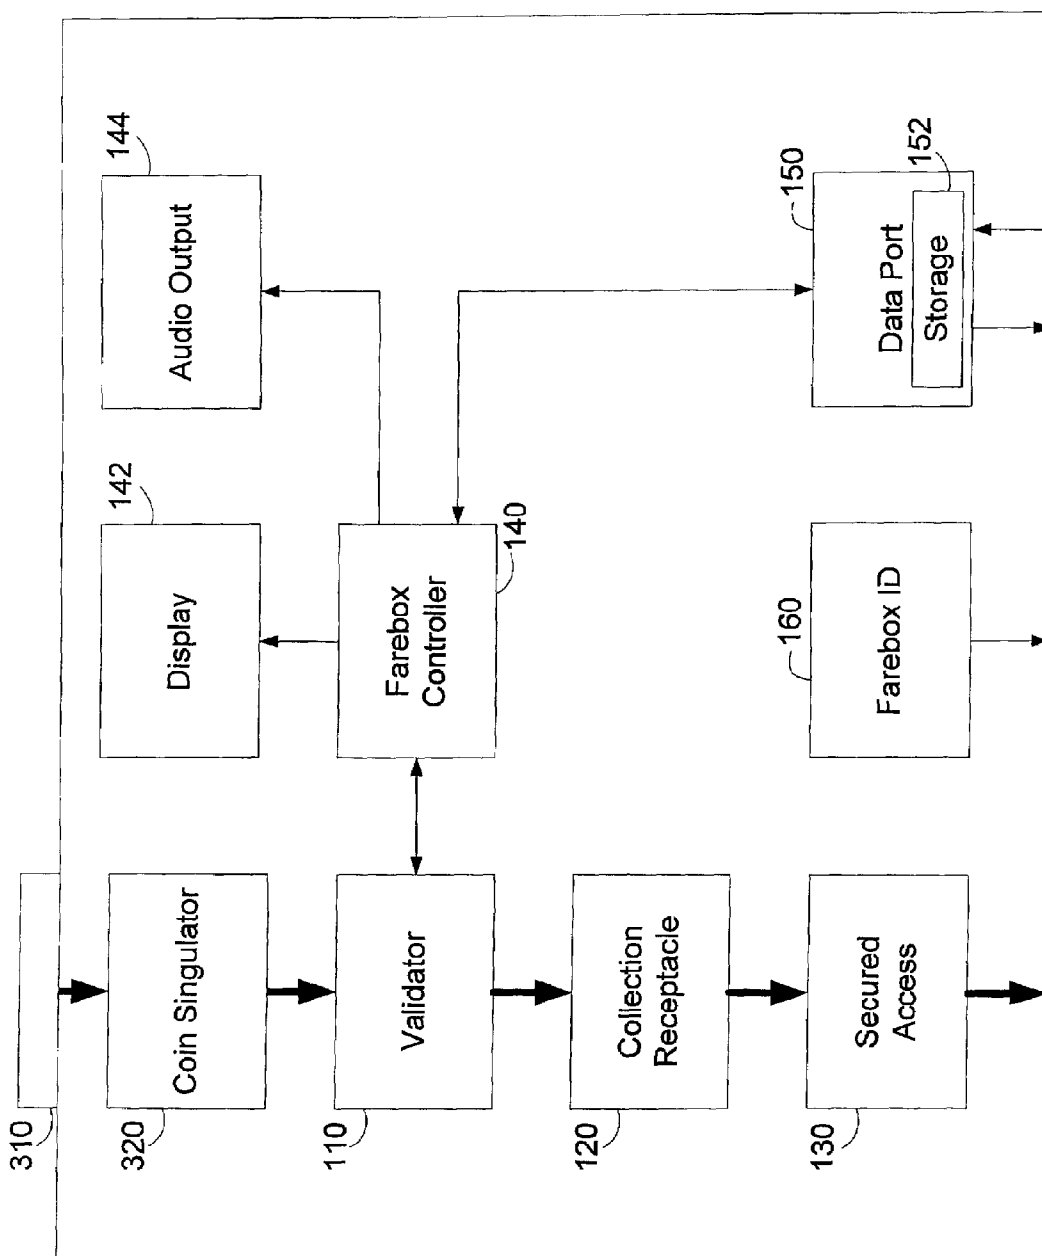 310
320
Coin Singulator
110
Validator
120
Collection
Receptacle
130
Secured
Access
142
Display
140
Farebox
Controller
160
Farebox ID
144
Audio Output
150
Data Port
152
Storage